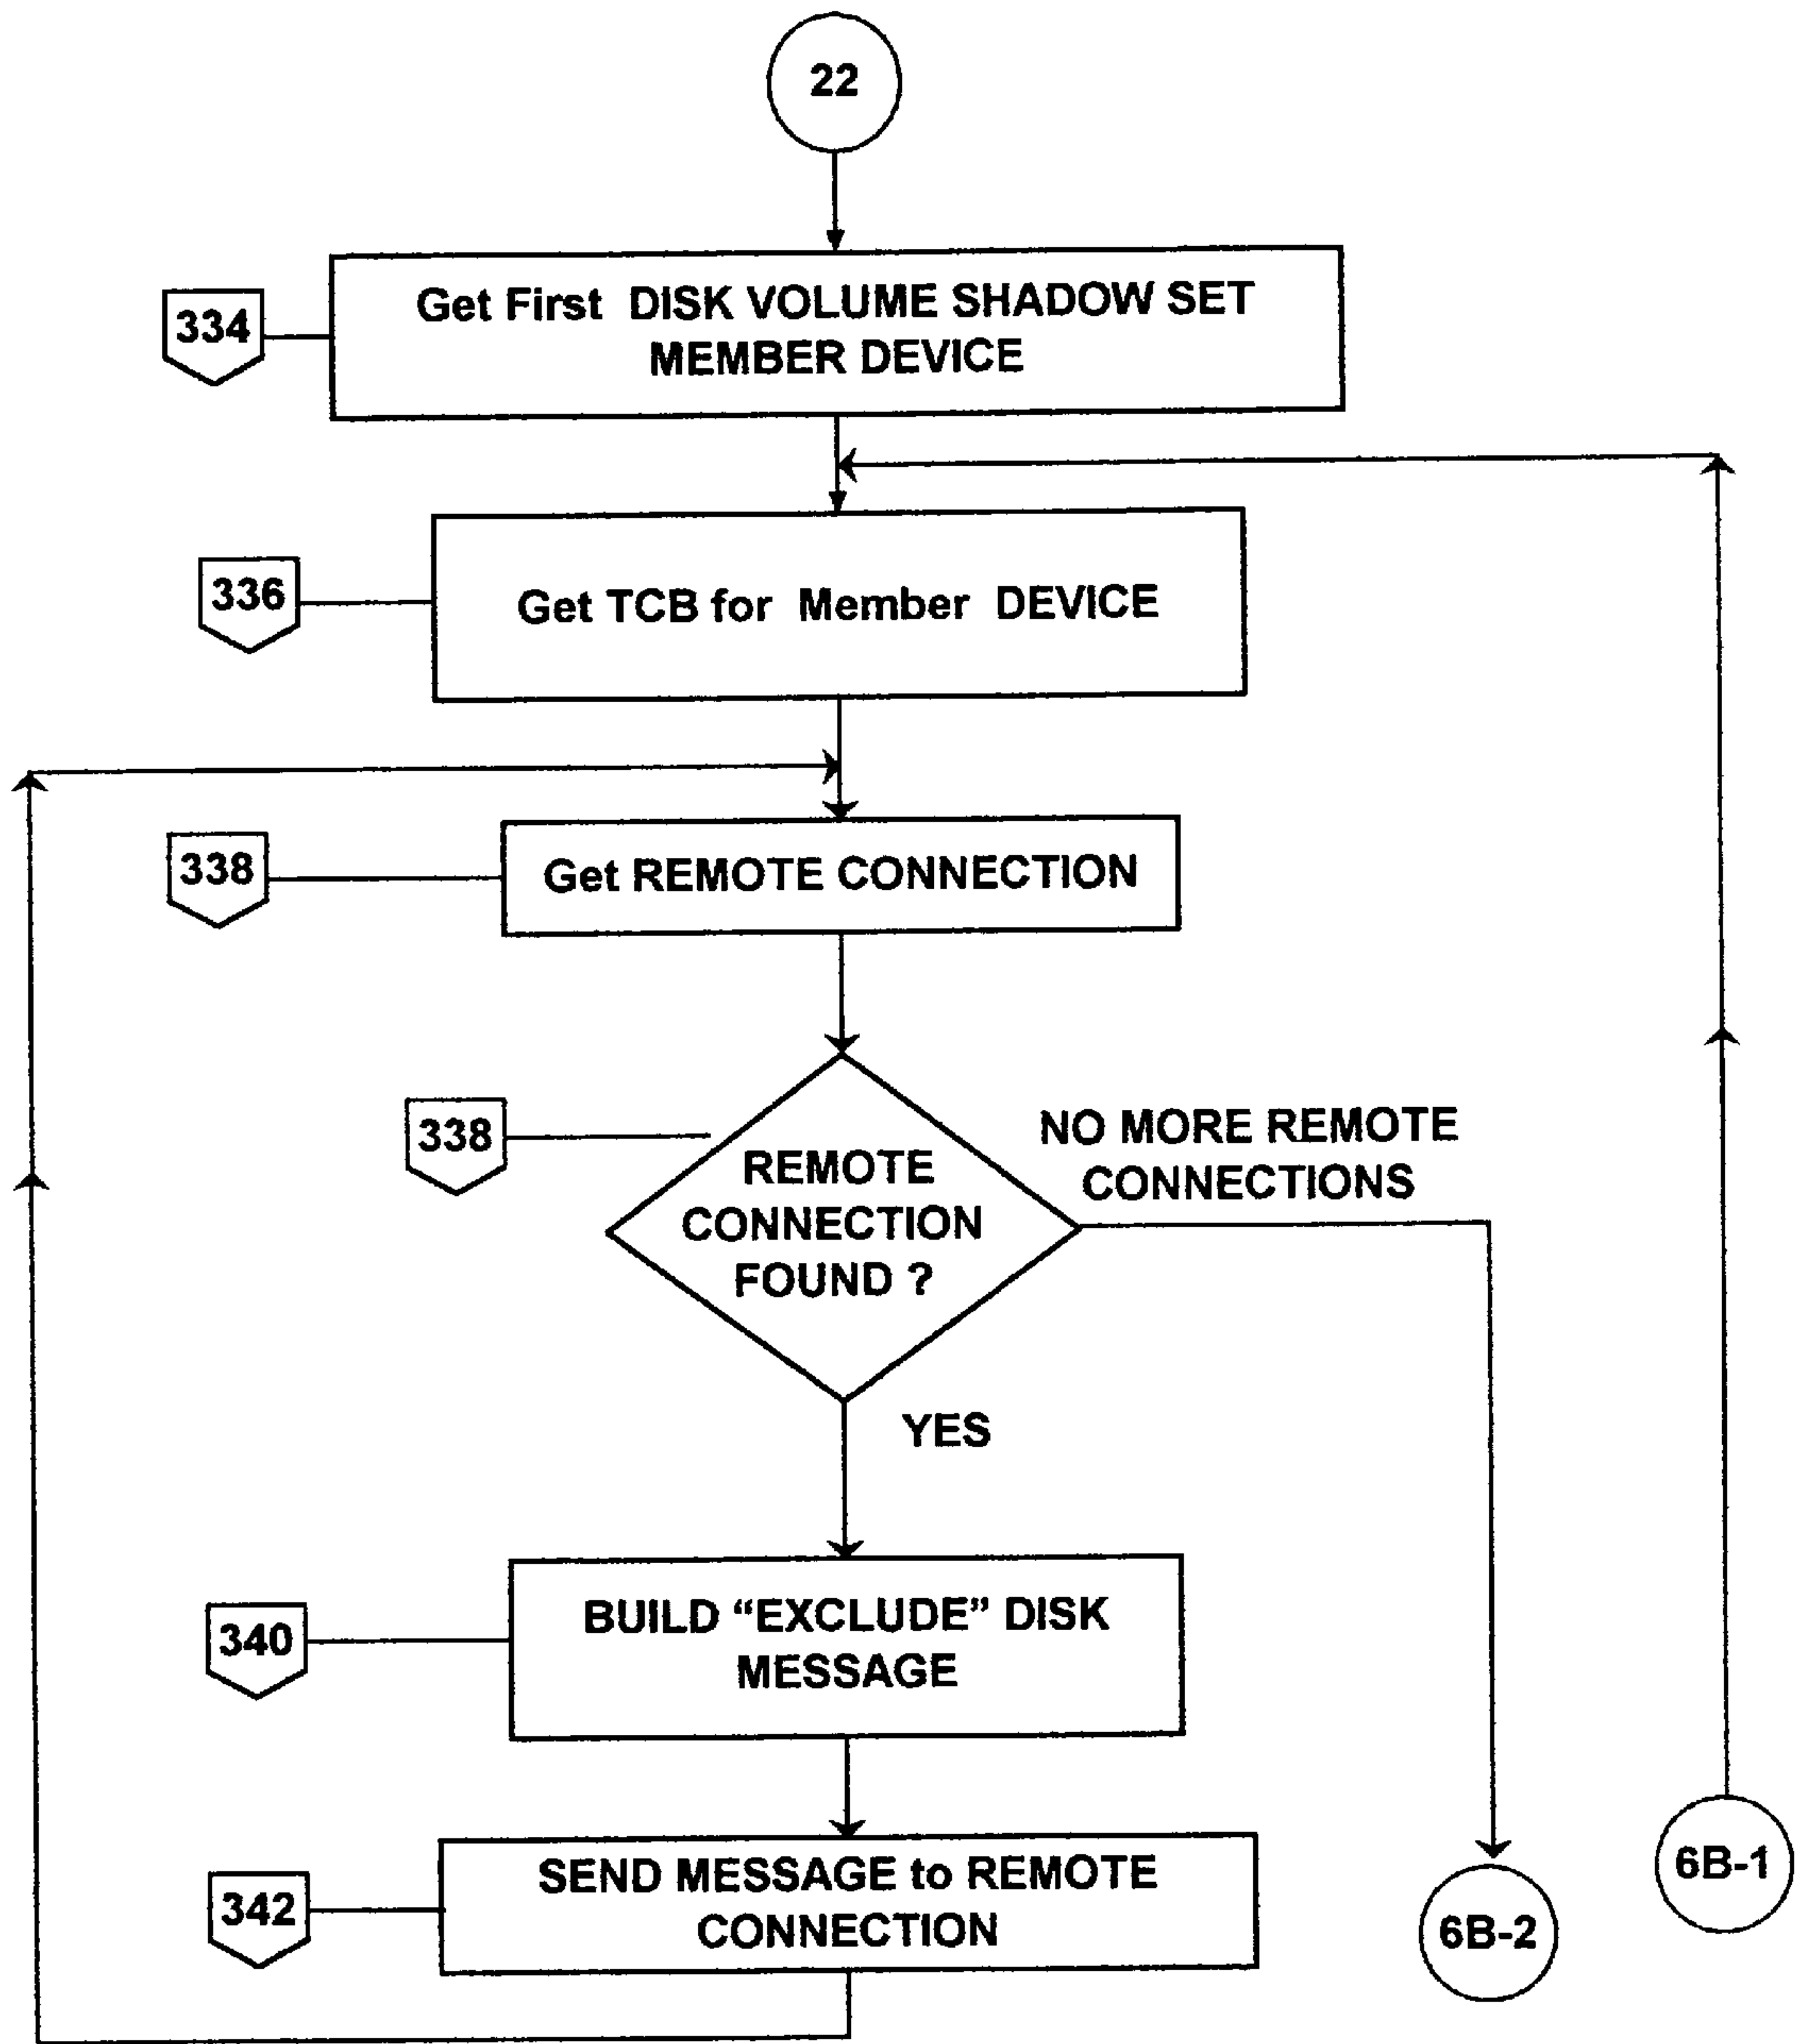 22
334
Get First DISK VOLUME SHADOW SET
MEMBER DEVICE
336
Get TCB for Member DEVICE
338
Get REMOTE CONNECTION
338
REMOTE
CONNECTION
FOUND ?
NO MORE REMOTE
CONNECTIONS
YES
340
BUILD “EXCLUDE” DISK
MESSAGE
342
SEND MESSAGE to REMOTE
CONNECTION
6B-2
6B-1